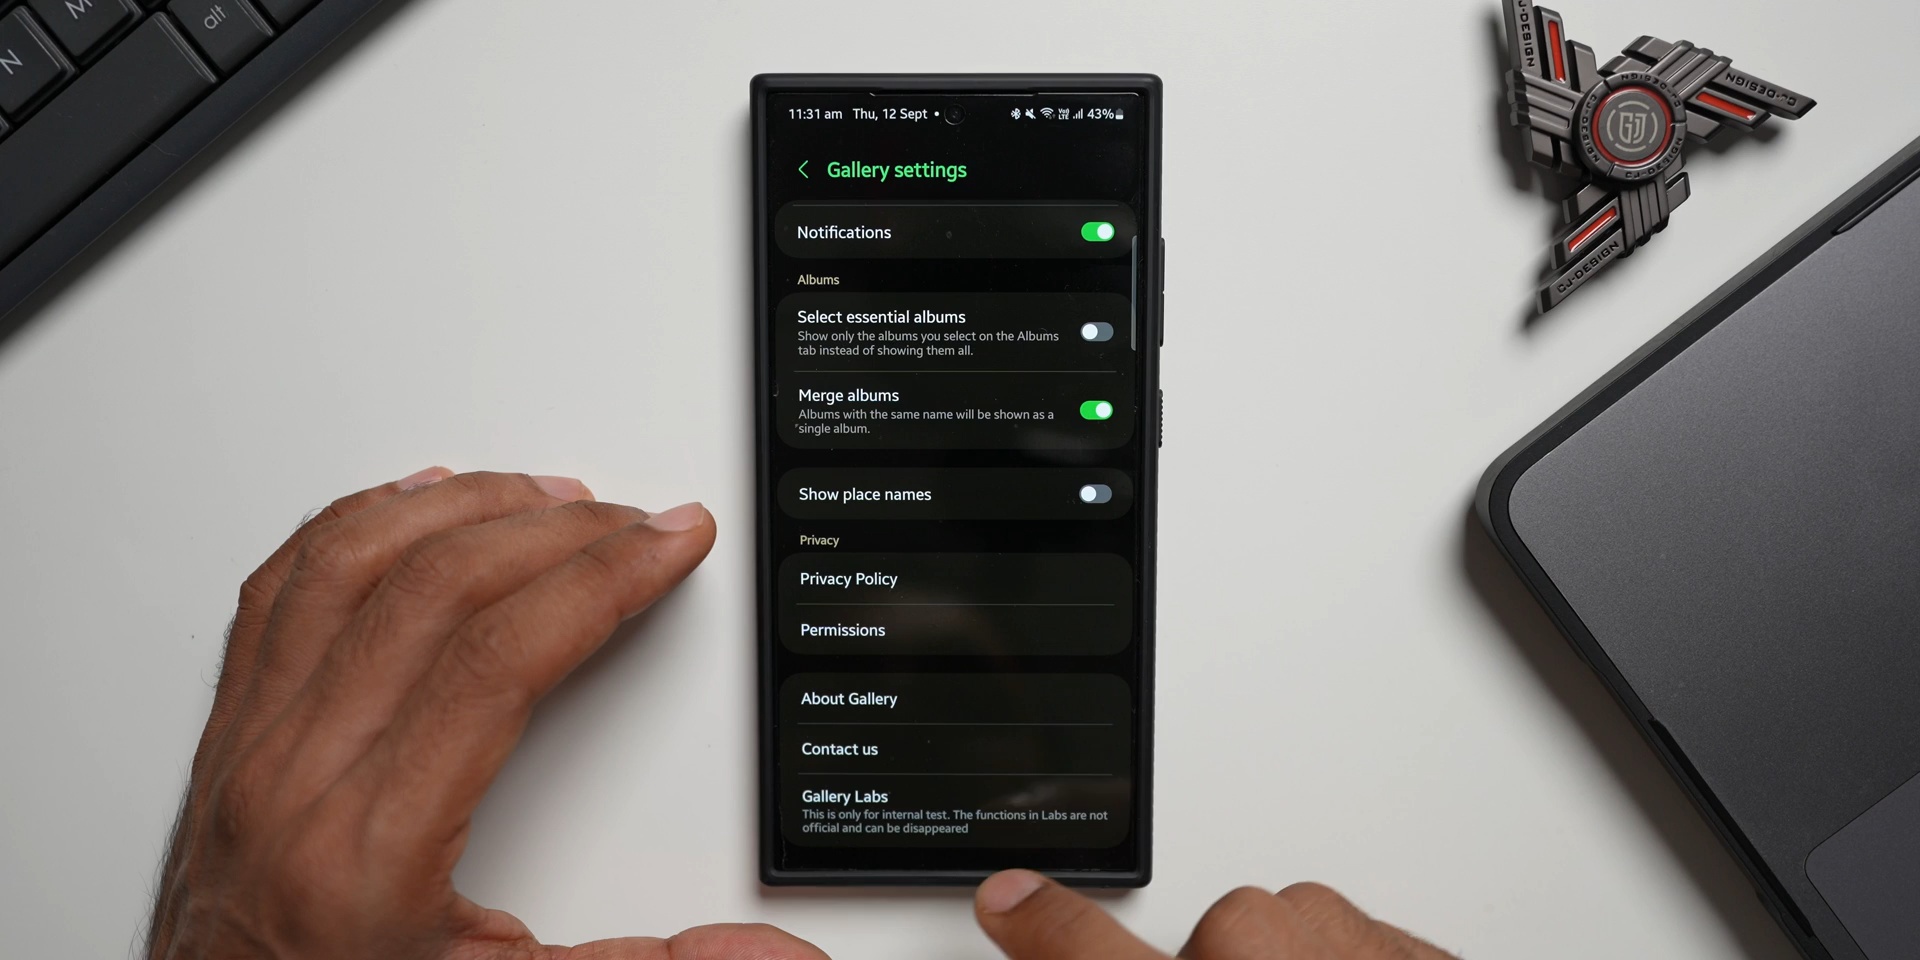 N
M
alt
CJ-DESIGN
CJ-DESIGN
CJ-DESIGN
11:31 am Thu, 12 Sept • 43%
Gallery settings
Notifications
Albums
Select essential albums
Show only the albums you select on the Albums
tab instead of showing them all.
Merge albums
Albums with the same name will be shown as a
single album.
Show place names
Privacy
Privacy Policy
Permissions
About Gallery
Contact us
Gallery Labs
This is only for internal test. The functions in Labs are not
official and can be disappeared